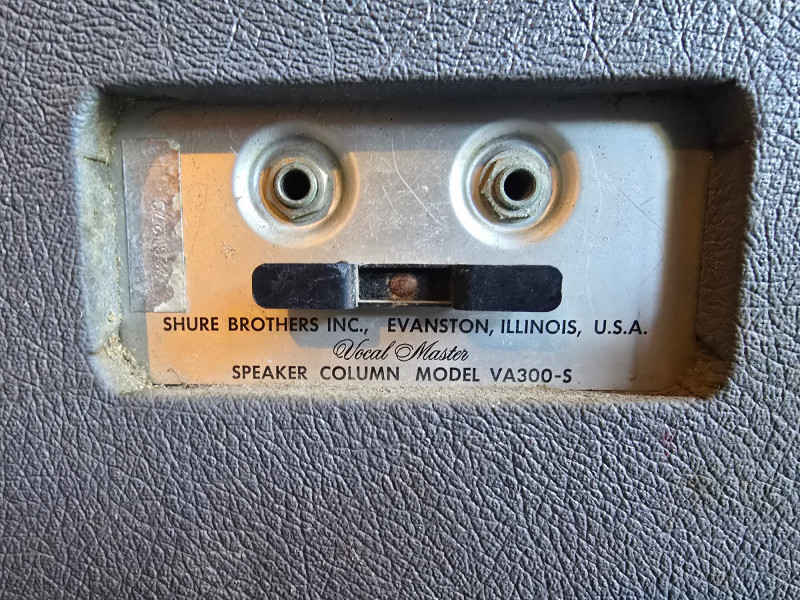 SHURE BROTHERS INC., EVANSTON, ILLINOIS, U.S.A.
Vocal Master
SPEAKER COLUMN MODEL VA300-S